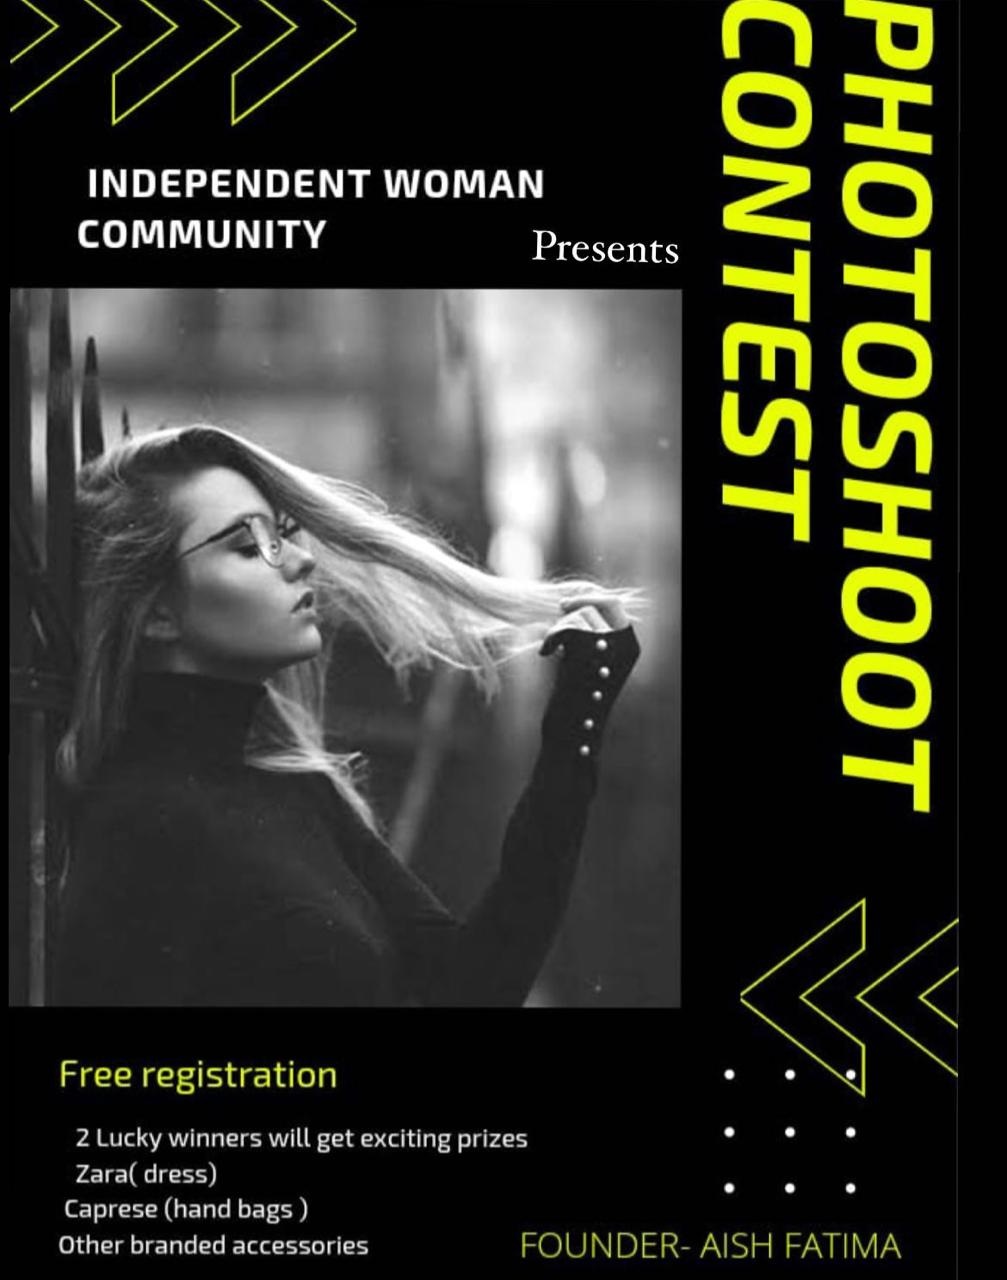 INDEPENDENT WOMAN
COMMUNITY
Presents
PHOTOSHOOT
CONTEST
Free registration
2 Lucky winners will get exciting prizes
Zara( dress)
Caprese (hand bags )
Other branded accessories
FOUNDER- AISH FATIMA